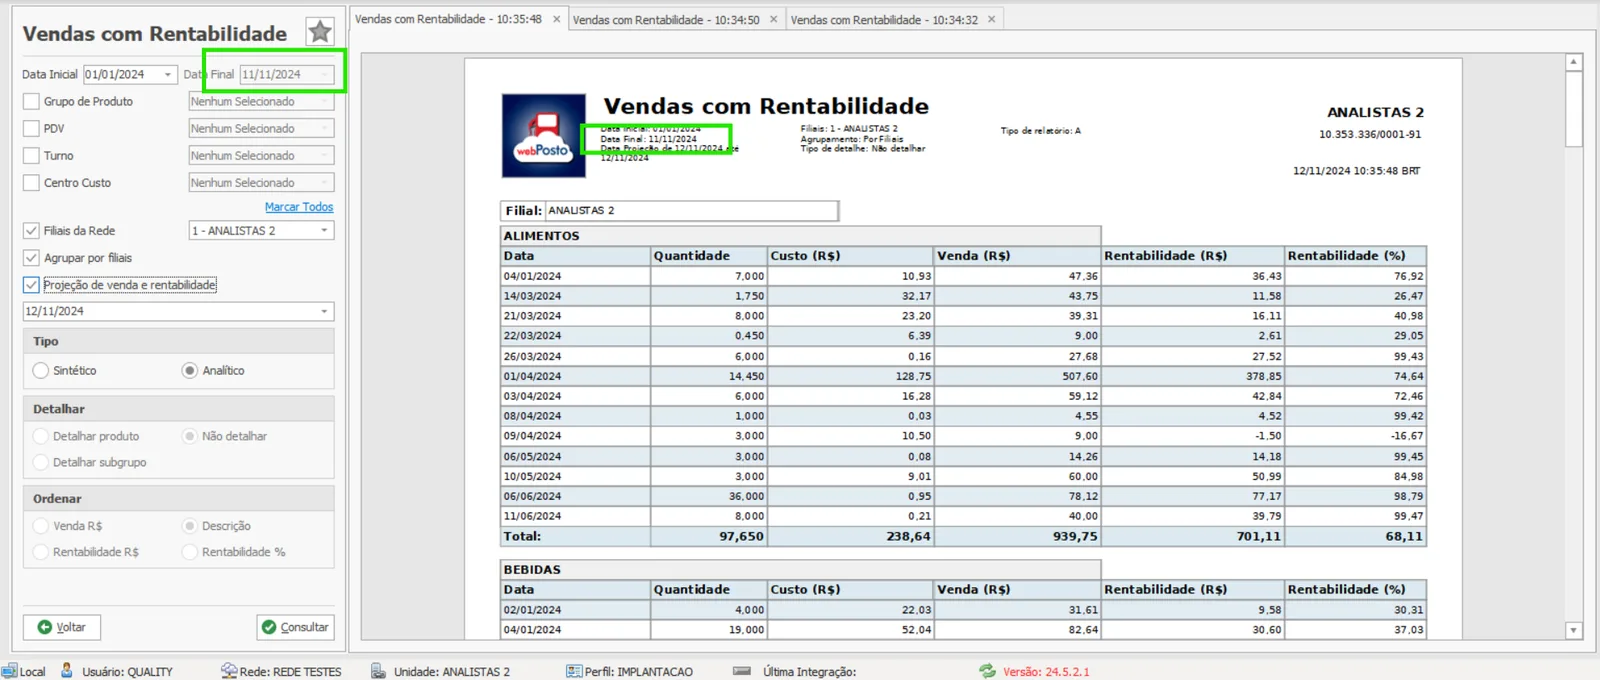 Vendas com Rentabilidade
Data Inicial 01/01/2024 Data Final 11/11/2024
Grupo de Produto Nenhum Selecionado
PDV Nenhum Selecionado
Turno Nenhum Selecionado
Centro Custo Nenhum Selecionado
Marcar Todos
Filiais da Rede 1 - ANALISTAS 2
Agrupar por filiais
Projeção de venda e rentabilidade
12/11/2024
Tipo
Sintético Analítico
Detalhar
Detalhar produto Não detalhar
Detalhar subgrupo
Ordenar
Venda R$ Descrição
Rentabilidade R$ Rentabilidade %
Voltar Consultar
Vendas com Rentabilidade - 10:35:48 Vendas com Rentabilidade - 10:34:50 Vendas com Rentabilidade - 10:34:32
webPosto
Vendas com Rentabilidade
Data Inicial: 01/01/2024
Data Final: 11/11/2024
Data Projeção de 12/11/2024 até
12/11/2024
Filiais: 1 - ANALISTAS 2
Agrupamento: Por Filiais
Tipo de detalhe: Não detalhar
Tipo de relatório: A
ANALISTAS 2
10.353.336/0001-91
12/11/2024 10:35:48 BRT
Filial: ANALISTAS 2
ALIMENTOS
Data Quantidade Custo (R$) Venda (R$) Rentabilidade (R$) Rentabilidade (%)
04/01/2024 7,000 10,93 47,36 36,43 76,92
14/03/2024 1,750 32,17 43,75 11,58 26,47
21/03/2024 8,000 23,20 39,31 16,11 40,98
22/03/2024 0,450 6,39 9,00 2,61 29,05
26/03/2024 6,000 0,16 27,68 27,52 99,43
01/04/2024 14,450 128,75 507,60 378,85 74,64
03/04/2024 6,000 16,28 59,12 42,84 72,46
08/04/2024 1,000 0,03 4,55 4,52 99,42
09/04/2024 3,000 10,50 9,00 -1,50 -16,67
06/05/2024 3,000 0,08 14,26 14,18 99,45
10/05/2024 3,000 9,01 60,00 50,99 84,98
06/06/2024 36,000 0,95 78,12 77,17 98,79
11/06/2024 8,000 0,21 40,00 39,79 99,47
Total: 97,650 238,64 939,75 701,11 68,11
BEBIDAS
Data Quantidade Custo (R$) Venda (R$) Rentabilidade (R$) Rentabilidade (%)
02/01/2024 4,000 22,03 31,61 9,58 30,31
04/01/2024 19,000 52,04 82,64 30,60 37,03
Local Usuário: QUALITY Rede: REDE TESTES Unidade: ANALISTAS 2 Perfil: IMPLANTACAO Última Integração: Versão: 24.5.2.1